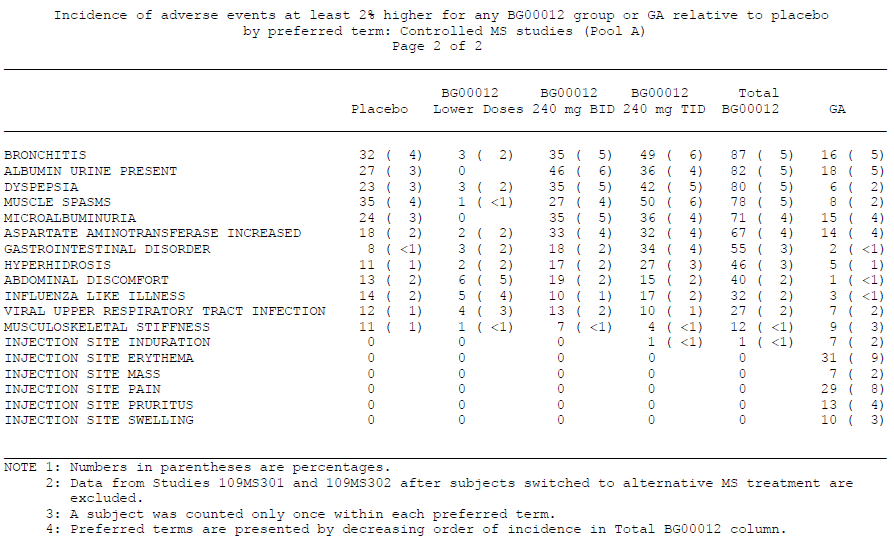 Incidence of adverse events at least 2% higher for any BG00012 group or GA relative to placebo
by preferred term: Controlled MS studies (Pool A)
Page 2 of 2
BG00012 BG00012 BG00012 Total
Placebo Lower Doses 240 mg BID 240 mg TID BG00012 GA
BRONCHITIS 32 ( 4) 3 ( 2) 35 ( 5) 49 ( 6) 87 ( 5) 16 ( 5)
ALBUMIN URINE PRESENT 27 ( 3) 0 46 ( 6) 36 ( 4) 82 ( 5) 18 ( 5)
DYSPEPSIA 23 ( 3) 3 ( 2) 35 ( 5) 42 ( 5) 80 ( 5) 6 ( 2)
MUSCLE SPASMS 35 ( 4) 1 ( <1) 27 ( 4) 50 ( 6) 78 ( 5) 8 ( 2)
MICROALBUMINURIA 24 ( 3) 0 35 ( 5) 36 ( 4) 71 ( 4) 15 ( 4)
ASPARTATE AMINOTRANSFERASE INCREASED 18 ( 2) 2 ( 2) 33 ( 4) 32 ( 4) 67 ( 4) 14 ( 4)
GASTROINTESTINAL DISORDER 8 ( <1) 3 ( 2) 18 ( 2) 34 ( 4) 55 ( 3) 2 ( <1)
HYPERHIDROSIS 11 ( 1) 2 ( 2) 17 ( 2) 27 ( 3) 46 ( 3) 5 ( 1)
ABDOMINAL DISCOMFORT 13 ( 2) 6 ( 5) 19 ( 2) 15 ( 2) 40 ( 2) 1 ( <1)
INFLUENZA LIKE ILLNESS 14 ( 2) 5 ( 4) 10 ( 1) 17 ( 2) 32 ( 2) 3 ( <1)
VIRAL UPPER RESPIRATORY TRACT INFECTION 12 ( 1) 4 ( 3) 13 ( 2) 10 ( 1) 27 ( 2) 7 ( 2)
MUSCULOSKELETAL STIFFNESS 11 ( 1) 1 ( <1) 7 ( <1) 4 ( <1) 12 ( <1) 9 ( 3)
INJECTION SITE INDURATION 0 0 0 1 ( <1) 1 ( <1) 7 ( 2)
INJECTION SITE ERYTHEMA 0 0 0 0 0 31 ( 9)
INJECTION SITE MASS 0 0 0 0 0 7 ( 2)
INJECTION SITE PAIN 0 0 0 0 0 29 ( 8)
INJECTION SITE PRURITUS 0 0 0 0 0 13 ( 4)
INJECTION SITE SWELLING 0 0 0 0 0 10 ( 3)
NOTE 1: Numbers in parentheses are percentages.
2: Data from Studies 109MS301 and 109MS302 after subjects switched to alternative MS treatment are
excluded.
3: A subject was counted only once within each preferred term.
4: Preferred terms are presented by decreasing order of incidence in Total BG00012 column.